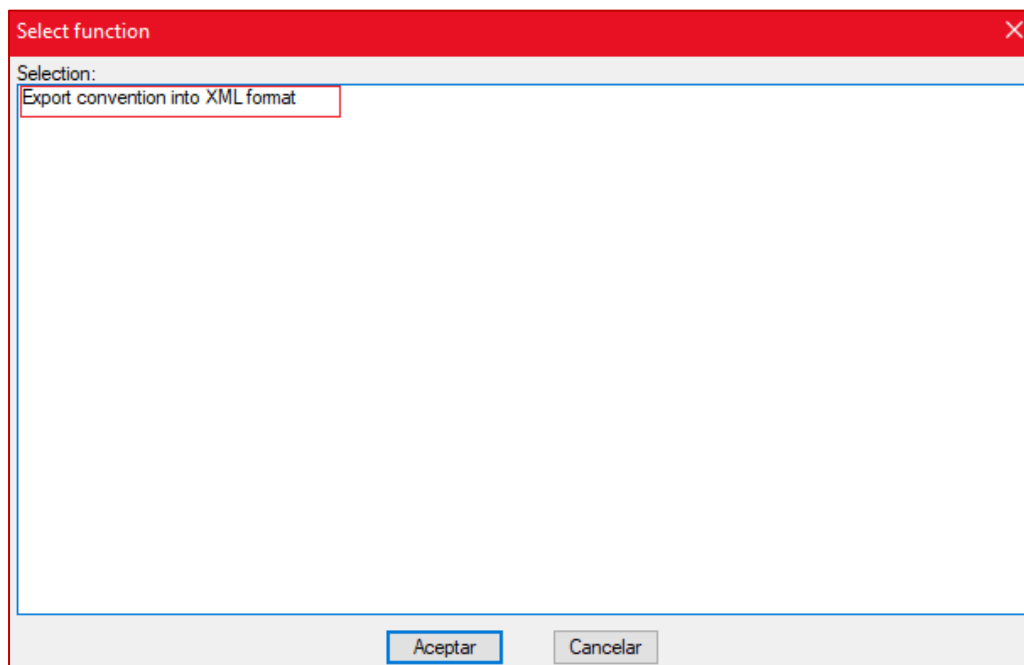 Select function
Selection:
Export convention into XML format
Aceptar Cancelar